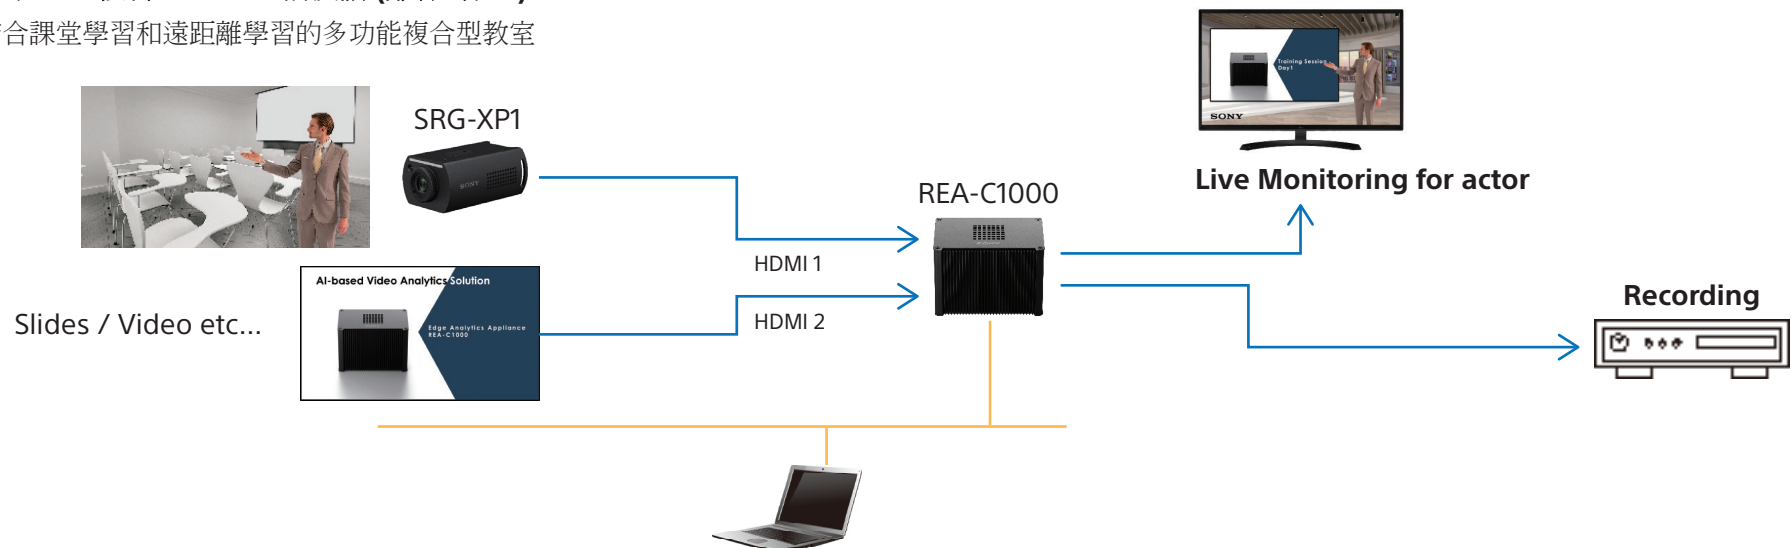 合課堂學習和遠距離學習的多功能複合型教室
SRG-XP1
SONY
Slides / Video etc...
AI-based Video Analytics Solution
Edge Analytics Appliance
REA-C1000
HDMI 1
HDMI 2
REA-C1000
Training Session
Day1
SONY
Live Monitoring for actor
Recording